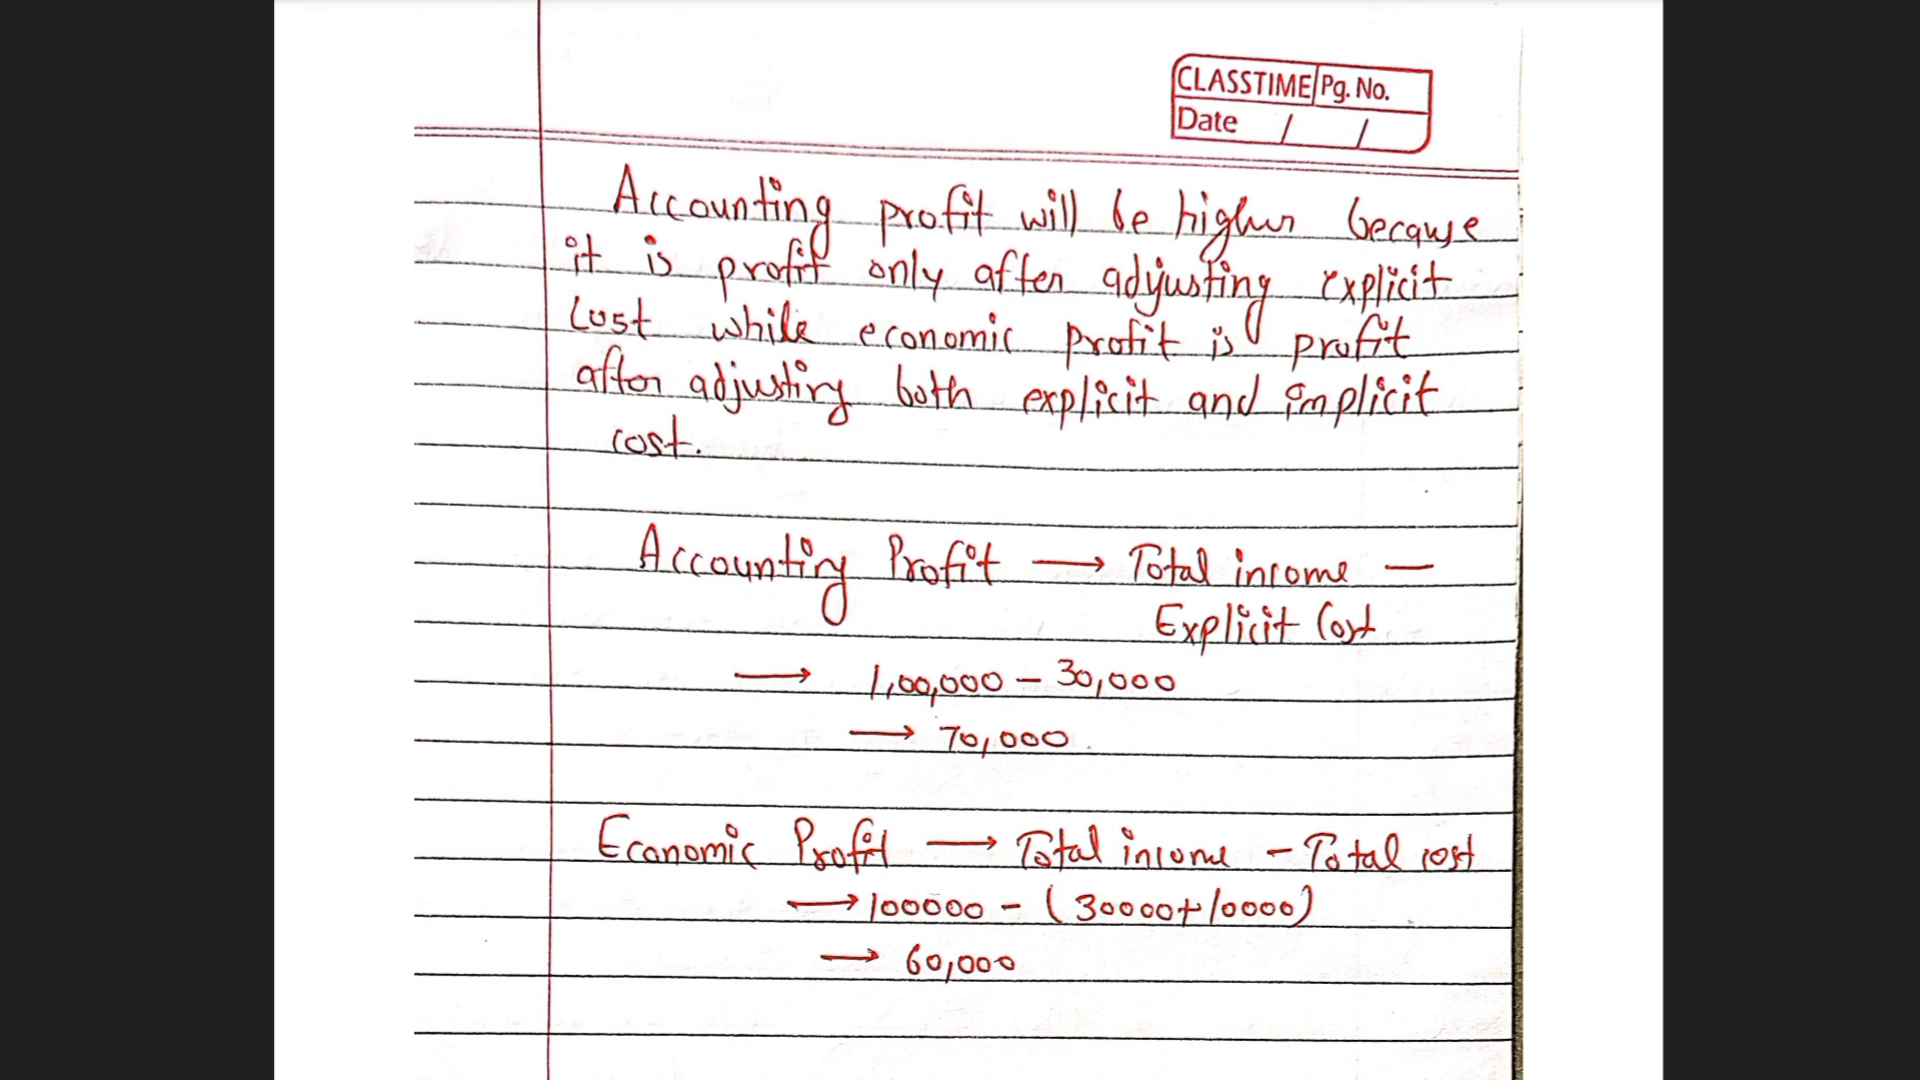 CLASSTIME Pg. No.
Date / /
Accounting profit will be higher because
it is profit only after adjusting explicit
cost while economic profit is profit
after adjusting both explicit and implicit
cost.
Accounting Profit → Total income —
Explicit Cost
→ 1,00,000 - 30,000
→ 70,000
Economic Profit → Total income - Total cost
→ 100000 - (30000+10000)
→ 60,000